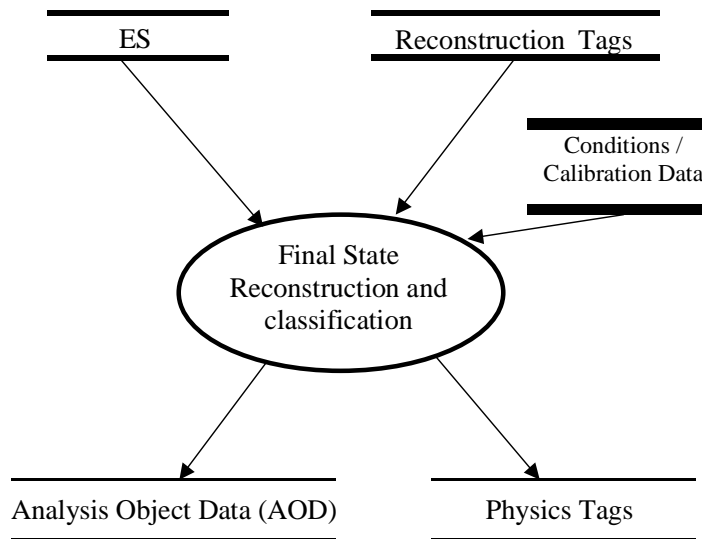 ES
Reconstruction Tags
Conditions /
Calibration Data
Final State
Reconstruction and
classification
Analysis Object Data (AOD)
Physics Tags